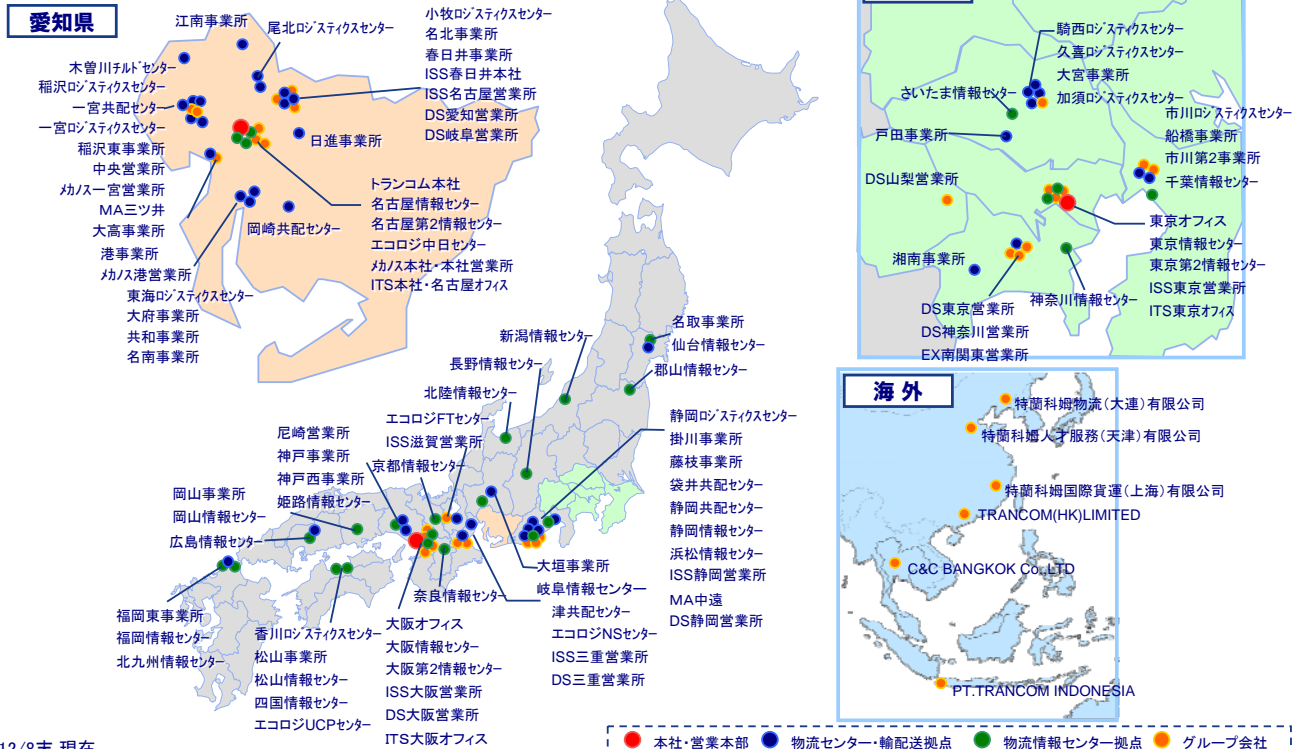 愛知県
江南事業所
尾北ロジスティクスセンター
小牧ロジスティクスセンター
名北事業所
春日井事業所
ISS春日井本社
ISS名古屋営業所
DS愛知営業所
DS岐阜営業所
木曽川チルドセンター
稲沢ロジスティクスセンター
一宮共配センター
一宮ロジスティクスセンター
稲沢東事業所
中央営業所
メカノス一宮営業所
MA三ツ井
大高事業所
港事業所
メカノス港営業所
東海ロジスティクスセンター
大府事業所
共和事業所
名南事業所
日進事業所
岡崎共配センター
トランコム本社
名古屋情報センター
名古屋第2情報センター
エコロジ中日センター
メカノス本社・本社営業所
ITS本社・名古屋オフィス
騎西ロジスティクスセンター
久喜ロジスティクスセンター
大宮事業所
加須ロジスティクスセンター
さいたま情報センター
戸田事業所
市川ロジスティクスセンター
船橋事業所
市川第2事業所
千葉情報センター
DS山梨営業所
東京オフィス
東京情報センター
東京第2情報センター
ISS東京営業所
ITS東京オフィス
湘南事業所
神奈川情報センター
DS東京営業所
DS神奈川営業所
EX南関東営業所
新潟情報センター
長野情報センター
北陸情報センター
名取事業所
仙台情報センター
郡山情報センター
エコロジFTセンター
ISS滋賀営業所
京都情報センター
尼崎営業所
神戸事業所
神戸西事業所
姫路情報センター
岡山事業所
岡山情報センター
広島情報センター
福岡東事業所
福岡情報センター
北九州情報センター
香川ロジスティクスセンター
松山事業所
松山情報センター
四国情報センター
エコロジUCPセンター
奈良情報センター
大阪オフィス
大阪情報センター
大阪第2情報センター
ISS大阪営業所
DS大阪営業所
ITS大阪オフィス
大垣事業所
岐阜情報センター
津共配センター
エコロジNSセンター
ISS三重営業所
DS三重営業所
静岡ロジスティクスセンター
掛川事業所
藤枝事業所
袋井共配センター
静岡共配センター
静岡情報センター
浜松情報センター
ISS静岡営業所
MA中遠
DS静岡営業所
海外
特蘭科姆物流(大連)有限公司
特蘭科姆人才服務(天津)有限公司
特蘭科姆国際貨運(上海)有限公司
TRANCOM(HK)LIMITED
C&C BANGKOK Co.,LTD
PT.TRANCOM INDONESIA
本社・営業本部 物流センター・輸配送拠点 物流情報センター拠点 グループ会社